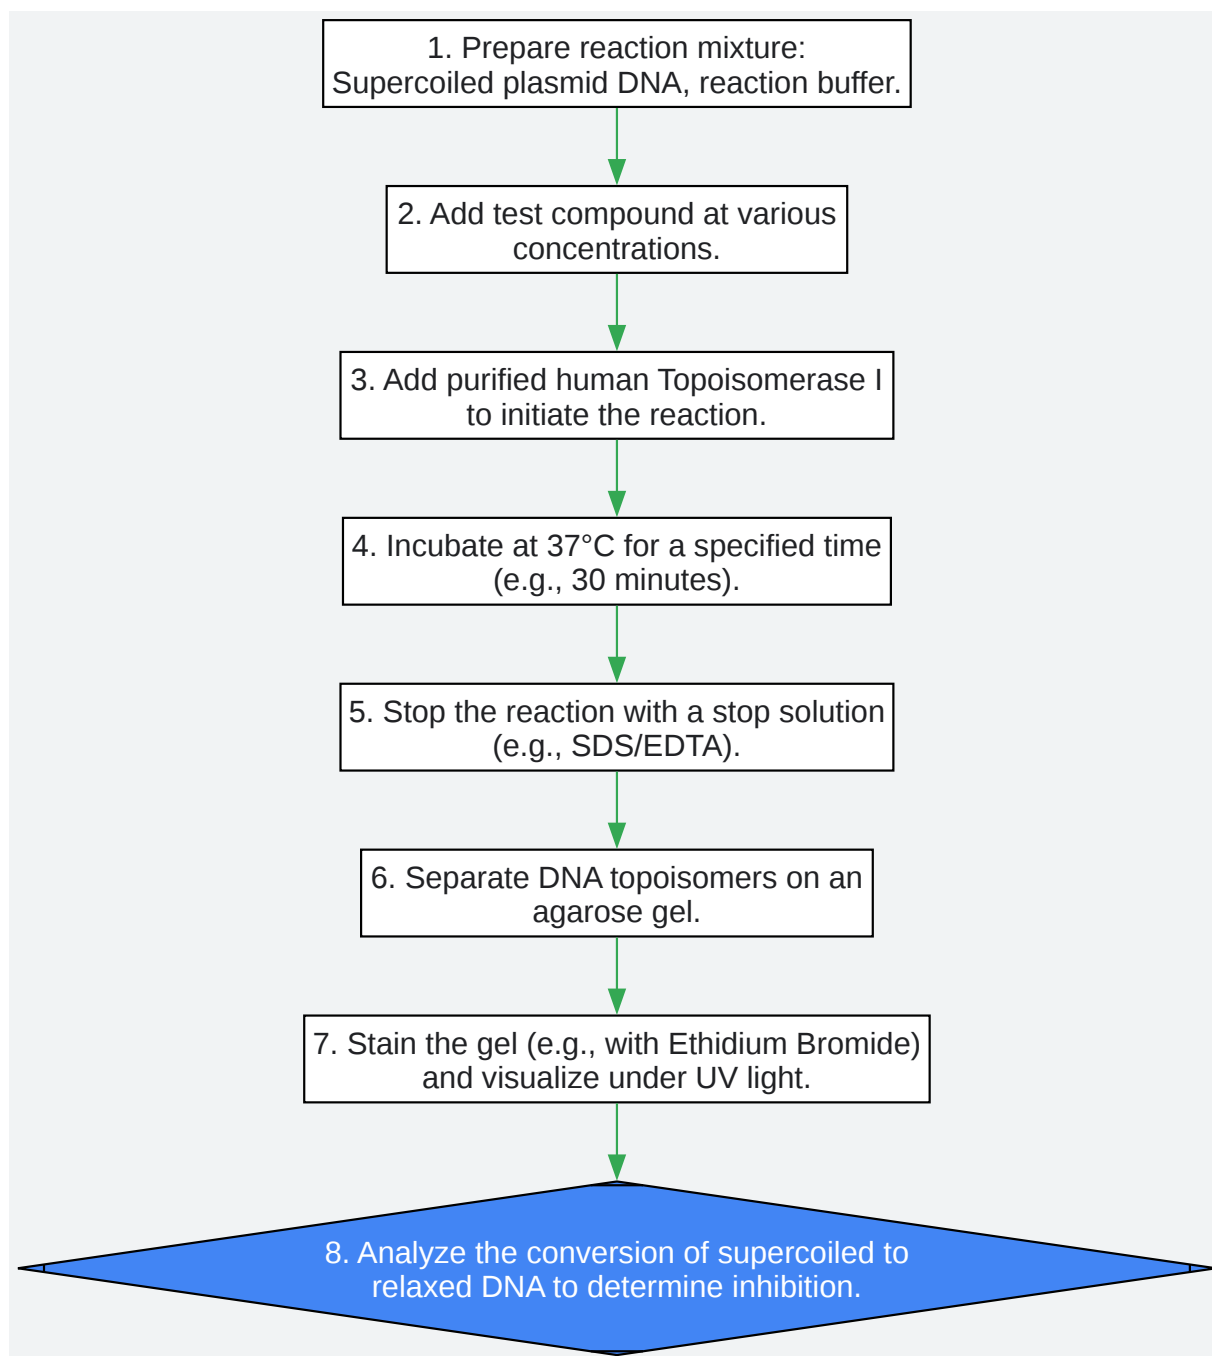 1. Prepare reaction mixture:
Supercoiled plasmid DNA, reaction buffer.
2. Add test compound at various
concentrations.
3. Add purified human Topoisomerase I
to initiate the reaction.
4. Incubate at 37°C for a specified time
(e.g., 30 minutes).
5. Stop the reaction with a stop solution
(e.g., SDS/EDTA).
6. Separate DNA topoisomers on an
agarose gel.
7. Stain the gel (e.g., with Ethidium Bromide)
and visualize under UV light.
8. Analyze the conversion of supercoiled to
relaxed DNA to determine inhibition.